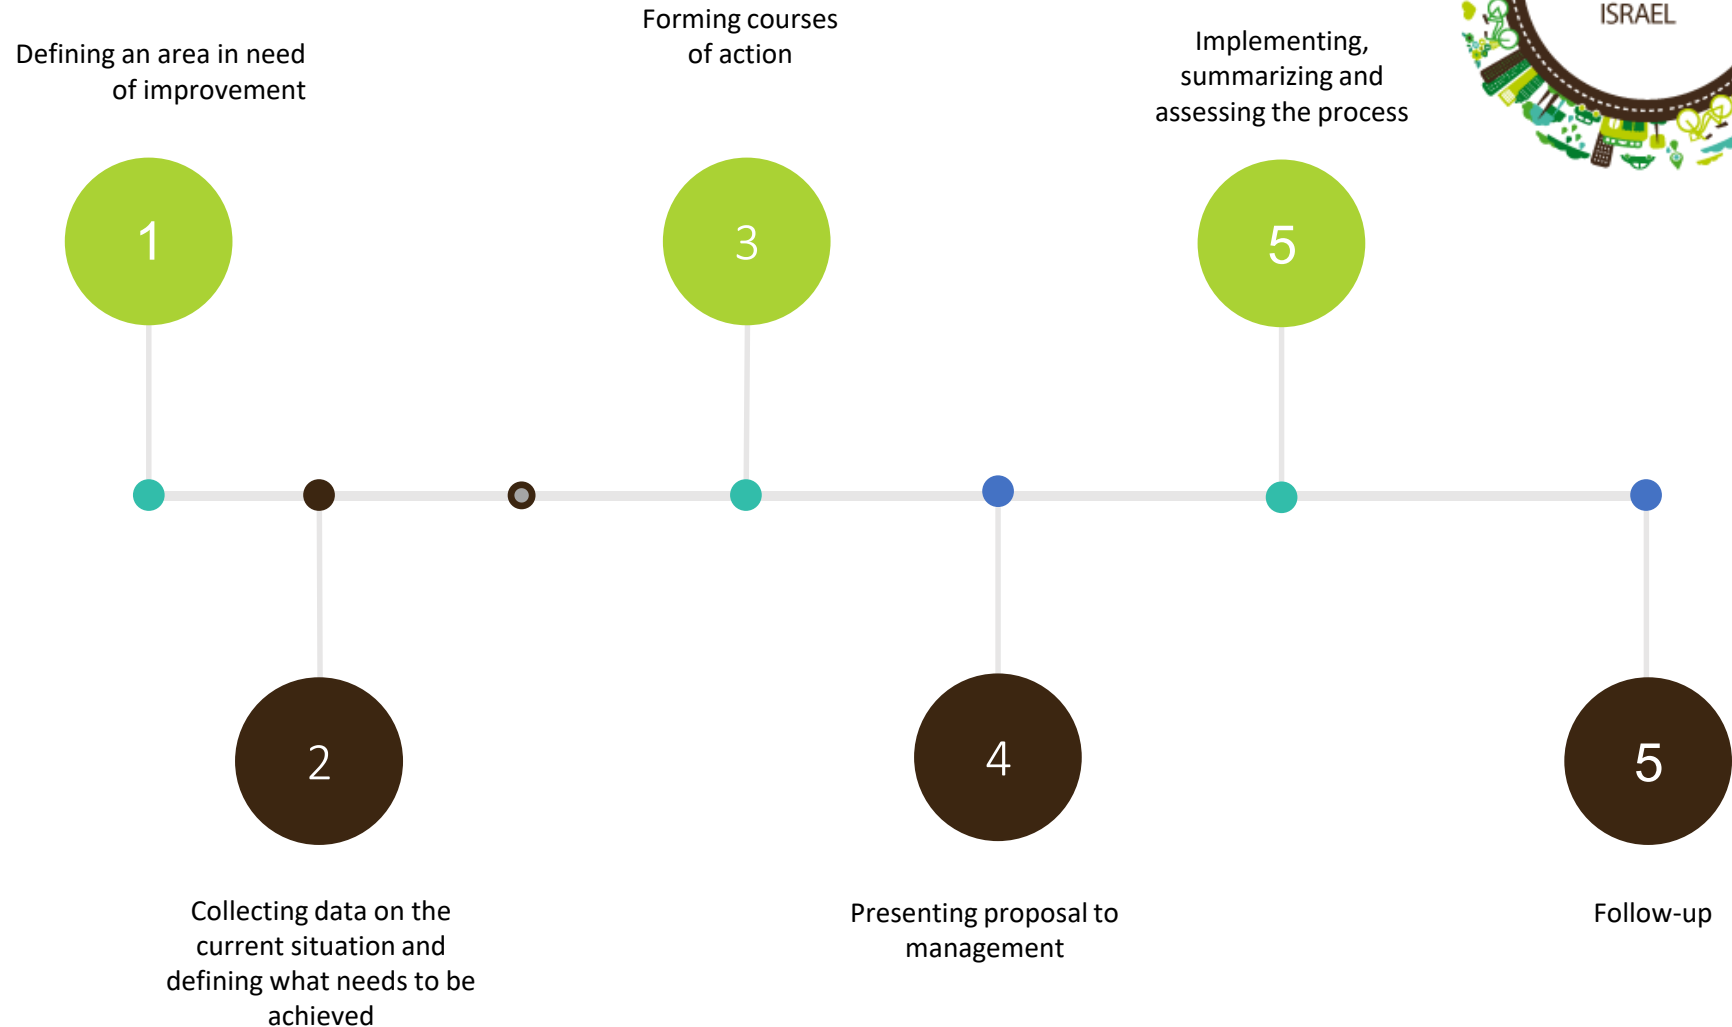 ISRAEL
Defining an area in need
of improvement
1
Collecting data on the
current situation and
defining what needs to be
achieved
2
Forming courses
of action
3
Presenting proposal to
management
4
Implementing,
summarizing and
assessing the process
5
Follow-up
5